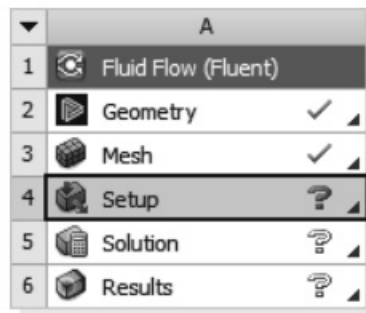 A
1 Fluid Flow (Fluent)
2 Geometry
3 Mesh
4 Setup ?
5 Solution ?
6 Results ?